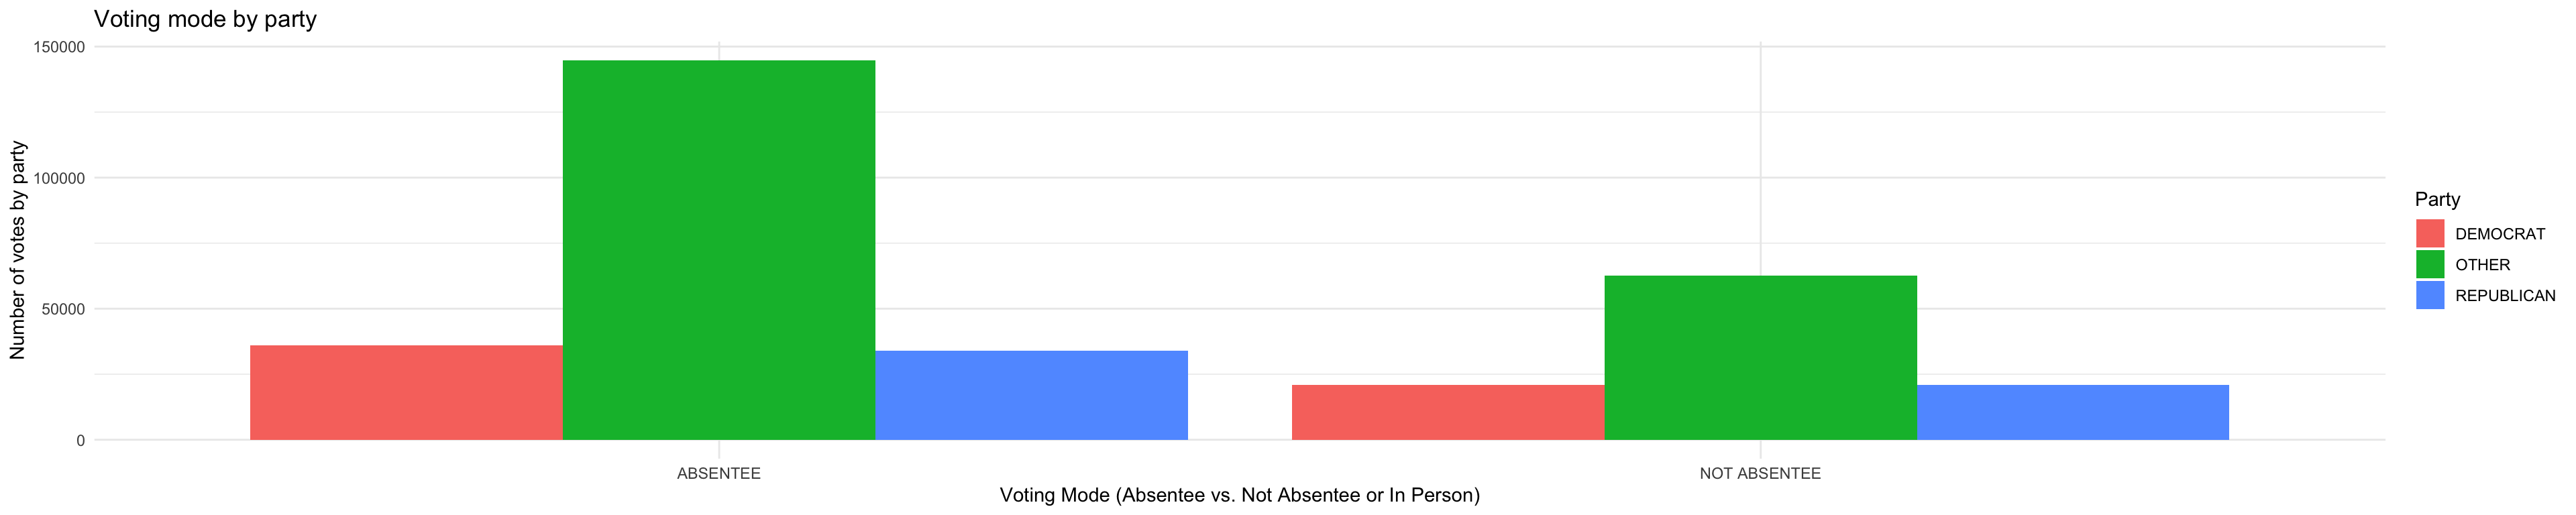 Voting mode by party
Number of votes by party
150000
100000
50000
0
ABSENTEE
NOT ABSENTEE
Voting Mode (Absentee vs. Not Absentee or In Person)
Party
DEMOCRAT
OTHER
REPUBLICAN